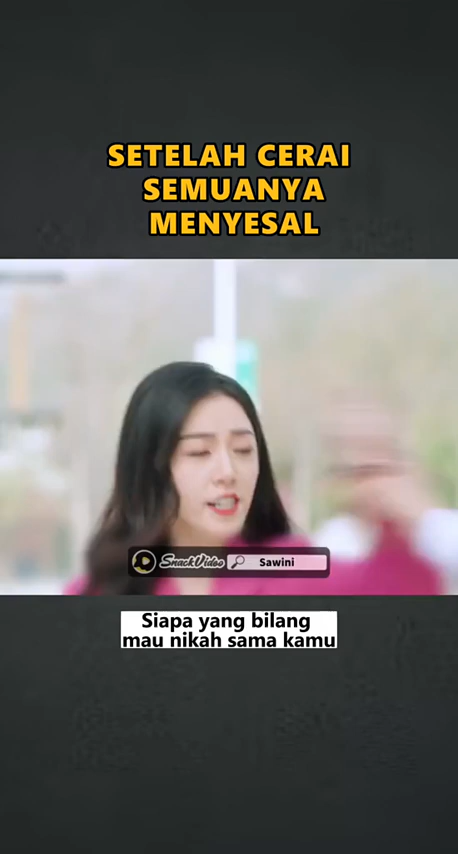 SETELAH CERAI
SEMUANYA
MENYESAL
SnackVideo
Sawini
Siapa yang bilang
mau nikah sama kamu